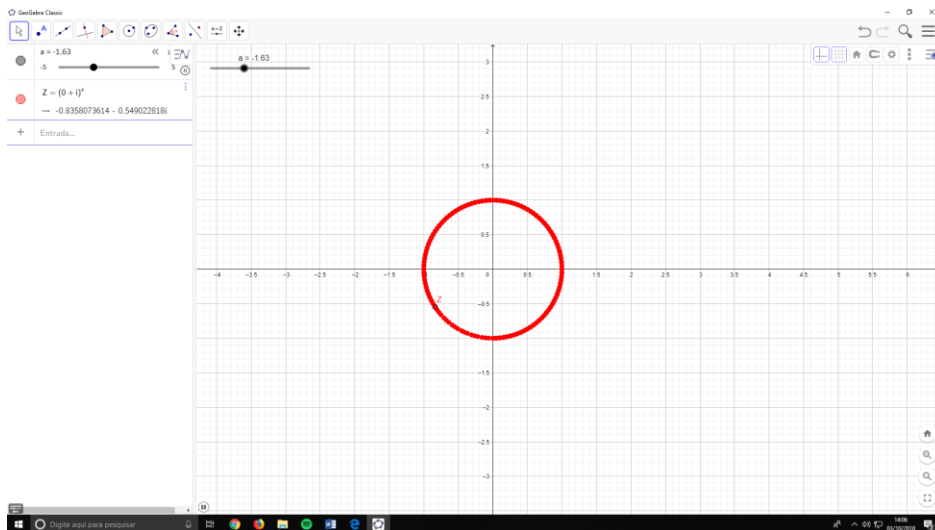 GeoGebra Classic
a = -1.63
-5
5
Z = (0 + i)ᵃ
→ -0.8358073614 - 0.549022818
+ Entrada...
a = -1.63
3
2.5
2
1.5
1
0.5
-4 -3.5 -3 -2.5 -2 -1.5 -1 -0.5 0 0.5 1 1.5 2 2.5 3 3.5 4 4.5 5 5.5 6
Z
-0.5
-1
-1.5
-2
-2.5
-3
Digite aqui para pesquisar
14:06
03/10/2018